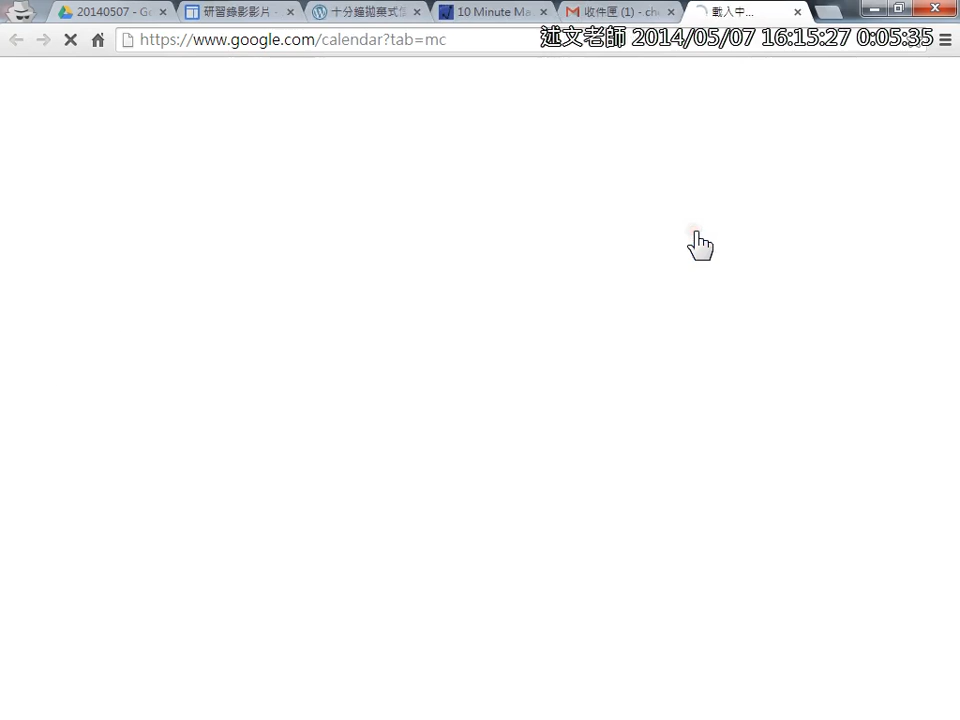 20140507 - Go
研習錄影影片 -
十分鐘拋棄式信
10 Minute Ma
收件匣 (1) - che
載入中...
https://www.google.com/calendar?tab=mc
述文老師 2014/05/07 16:15:27 0:05:35